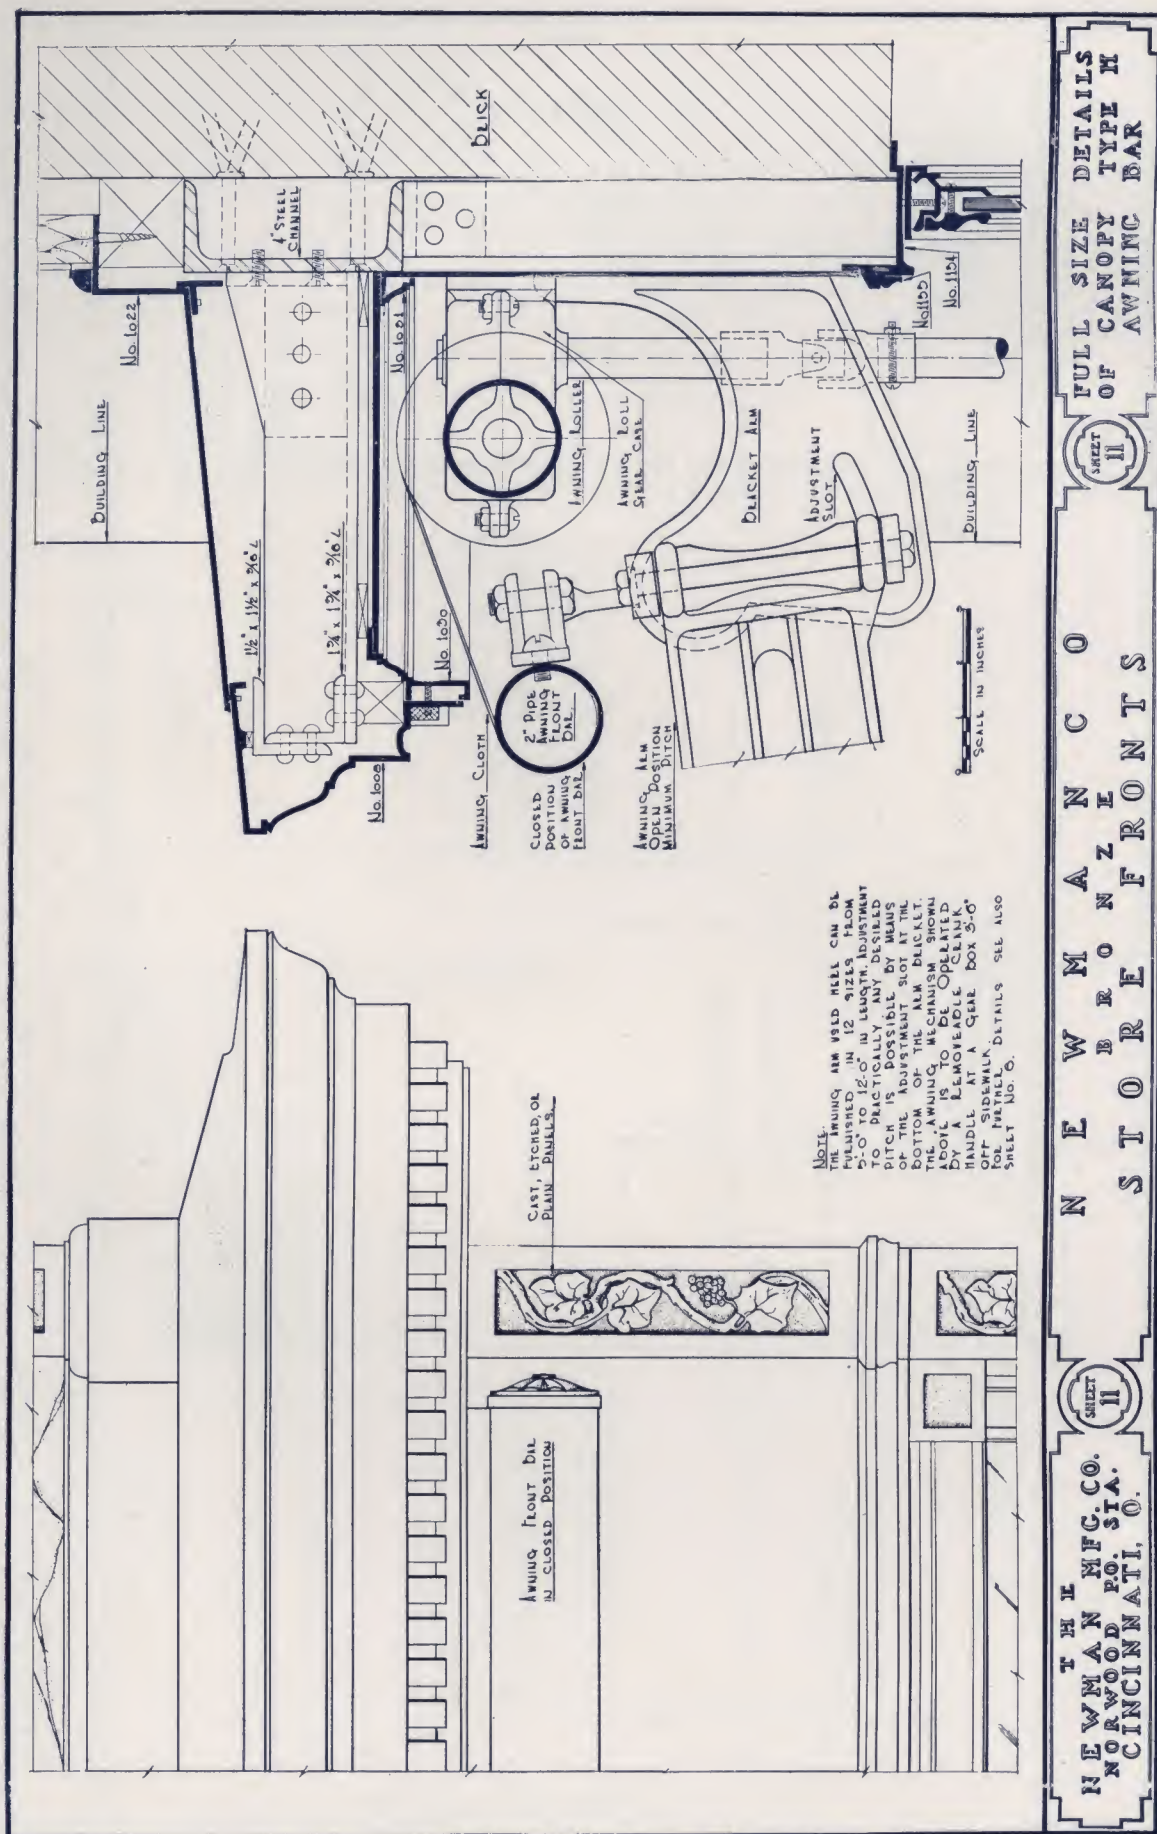 BUILDING LINE
No. 1022
4" STEEL
CHANNEL
BRICK
1½" x 1½" x 3/16" L
1¾" x 1¾" x 3/16" L
No.
No.
No.
AWNING CLOTH
2" PIPE
AWNING
FRONT
BAR.
CLOSED
POSITION
OF AWNING
FRONT BAR.
AWNING ROLLER
AWNING ROLL
GEAR CASE
BRACKET ARM
ADJUSTMENT
SLOT
AWNING ARM
OPEN POSITION
MINIMUM PITCH
BUILDING LINE
No.
No. 1154
SCALE IN INCHES
CAST, ETCHED, OR
PLAIN PANELS.
AWNING FRONT BAR
IN CLOSED POSITION
NOTE.
THE AWNING ARM USED HERE CAN BE
FURNISHED IN 12 SIZES FROM
5'-0" TO 12'-0" IN LENGTH. ADJUSTMENT
TO PRACTICALLY ANY DESIRED
PITCH IS POSSIBLE BY MEANS
OF THE ADJUSTMENT SLOT AT THE
BOTTOM OF THE ARM BRACKET.
THE AWNING MECHANISM SHOWN
ABOVE IS TO BE OPERATED
BY A REMOVEABLE CRANK
HANDLE AT A GEAR BOX 3'-0"
OFF SIDEWALK.
FOR FURTHER DETAILS SEE ALSO
SHEET No.
THE
NEWMAN MFG. CO.
NORWOOD P.O. STA.
CINCINNATI, O.
SHEET
11
NEWMANCO
BRONZE
STORE FRONTS
SHEET
11
FULL SIZE DETAILS
OF CANOPY TYPE H
AWNING BAR